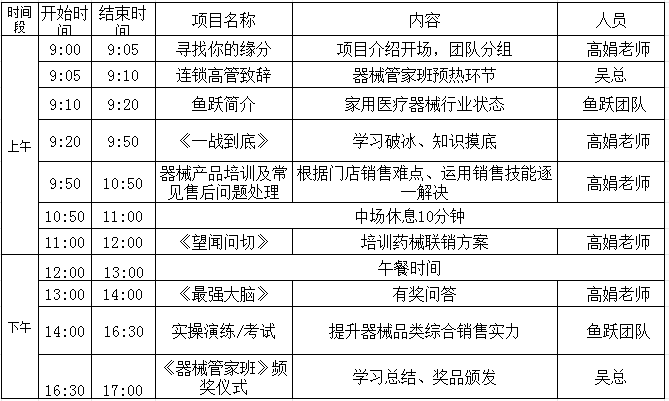 时间段 开始时间 结束时间 项目名称 内容 人员
上午
9:00 9:05 寻找你的缘分 项目介绍开场,团队分组 高娟老师
9:05 9:10 连锁高管致辞 器械管家班预热环节 吴总
9:10 9:20 鱼跃简介 家用医疗器械行业状态 鱼跃团队
9:20 9:50 《一战到底》 学习破冰、知识摸底 高娟老师
9:50 10:50 器械产品培训及常见售后问题处理 根据门店销售难点、运用销售技能逐一解决 高娟老师
10:50 11:00 中场休息10分钟
11:00 12:00 《望闻问切》 培训药械联销方案 高娟老师
下午
12:00 13:00 午餐时间
13:00 14:00 《最强大脑》 有奖问答 高娟老师
14:00 16:30 实操演练/考试 提升器械品类综合销售实力 鱼跃团队
16:30 17:00 《器械管家班》颁奖仪式 学习总结、奖品颁发 吴总